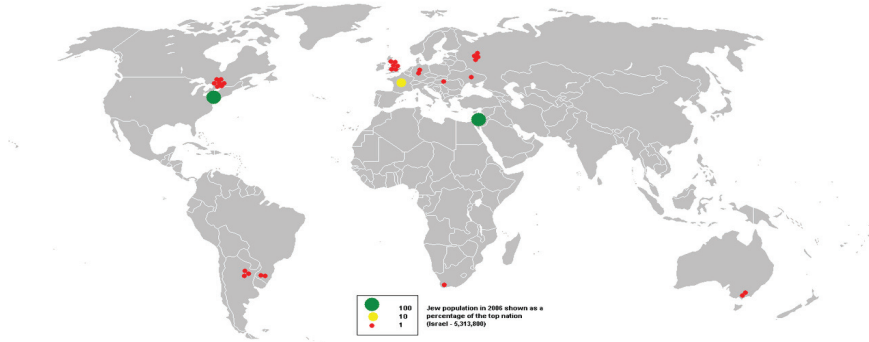 100
10
1
Jew population in 2006 shown as a
percentage of the top nation
(Israel - 5,313,800)